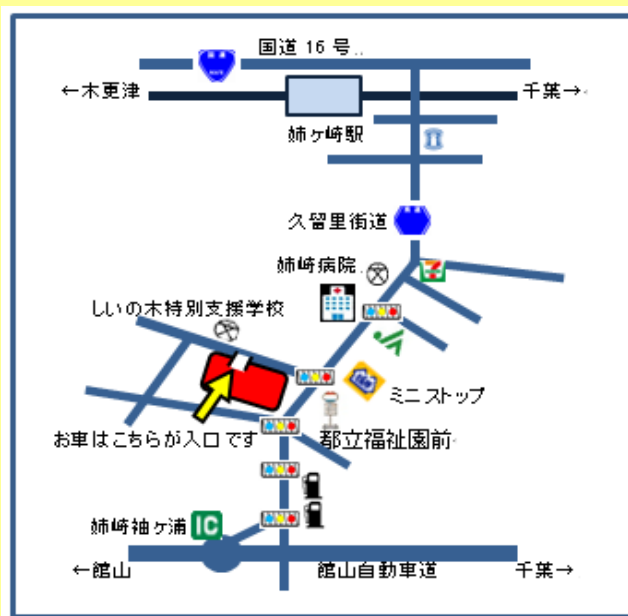 国道 16 号
←木更津
千葉→
姉ヶ崎駅
久留里街道
姉崎病院
7
しいの木特別支援学校
ミニストップ
お車はこちらが入口です
都立福祉園前
姉崎袖ヶ浦 IC
←館山
館山自動車道
千葉→